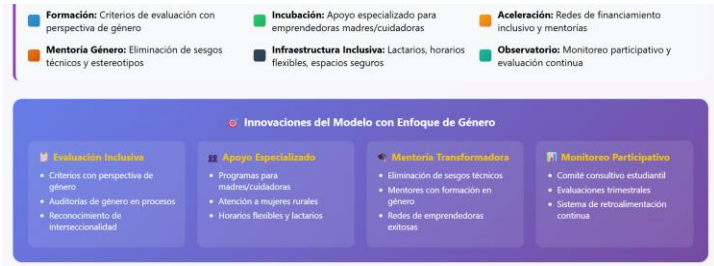 Formación: Criterios de evaluación con
perspectiva de género
Incubación: Apoyo especializado para
emprendedoras madres/cuidadoras
Aceleración: Redes de financiamiento
inclusivo y mentorías
Mentoría Género: Eliminación de sesgos
técnicos y estereotipos
Infraestructura Inclusiva: Lactarios, horarios
flexibles, espacios seguros
Observatorio: Monitoreo participativo y
evaluación continua
Innovaciones del Modelo con Enfoque de Género
Evaluación Inclusiva
• Criterios con perspectiva de
género
• Auditorías de género en procesos
• Reconocimiento de
interseccionalidad
Apoyo Especializado
• Programas para
madres/cuidadoras
• Atención a mujeres rurales
• Horarios flexibles y lactarios
Mentoría Transformadora
• Eliminación de sesgos técnicos
• Mentores con formación en
género
• Redes de emprendedoras
exitosas
Monitoreo Participativo
• Comité consultivo estudiantil
• Evaluaciones trimestrales
• Sistema de retroalimentación
continua